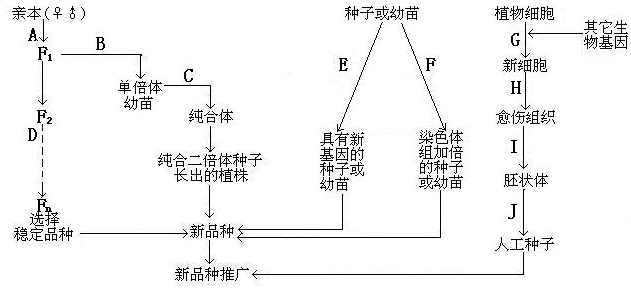 亲本(♀♂)
种子或幼苗
植物细胞
A
B
G
其它生
物基因
F₁
C
E
F
新细胞
单倍体
幼苗
H
F₂
纯合体
愈伤组织
D
具有新
基因的
种子或
幼苗
染色体
组加倍
的种子
或幼苗
I
纯合二倍体种子
长出的植株
胚状体
Fn
选择
稳定品种
J
新品种
人工种子
新品种推广